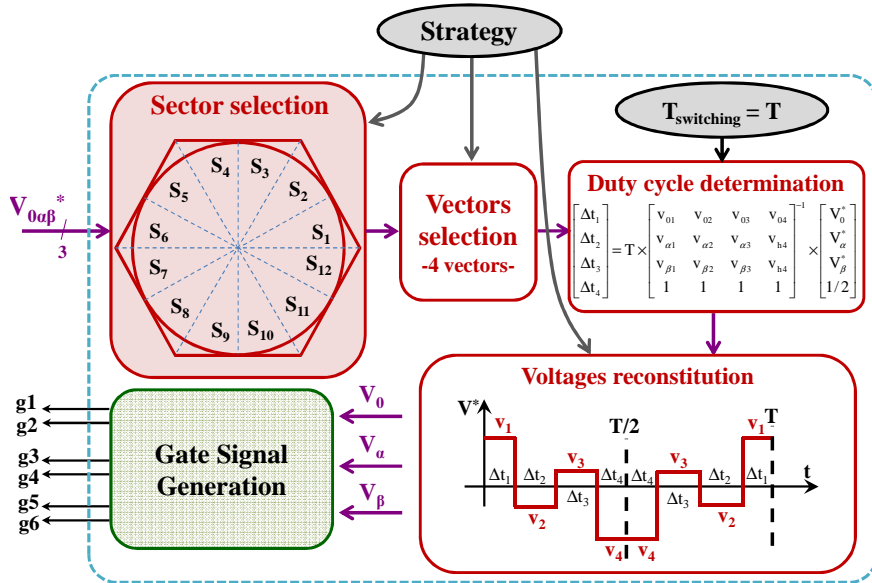 Strategy
Sector selection
S4 S3
S5 S2
S6 S1
S7 S12
S8 S11
S9 S10
V0αβ*
3
Vectors
selection
-4 vectors-
Tswitching = T
Duty cycle determination
[Δt1] [v01 v02 v03 v04]-1 [V0*]
[Δt2] = T × [vα1 vα2 vα3 vh4] × [Vα*]
[Δt3] [vβ1 vβ2 vβ3 vh4] [Vβ*]
[Δt4] [1 1 1 1] [1/2]
Voltages reconstitution
V* T/2 v1 T
v1 v3 v3 t
Δt1 Δt2 Δt4 Δt4 Δt2 Δt1
Δt3 Δt3
v2 v2
v4 v4
V0
Vα
Vβ
Gate Signal
Generation
g1
g2
g3
g4
g5
g6